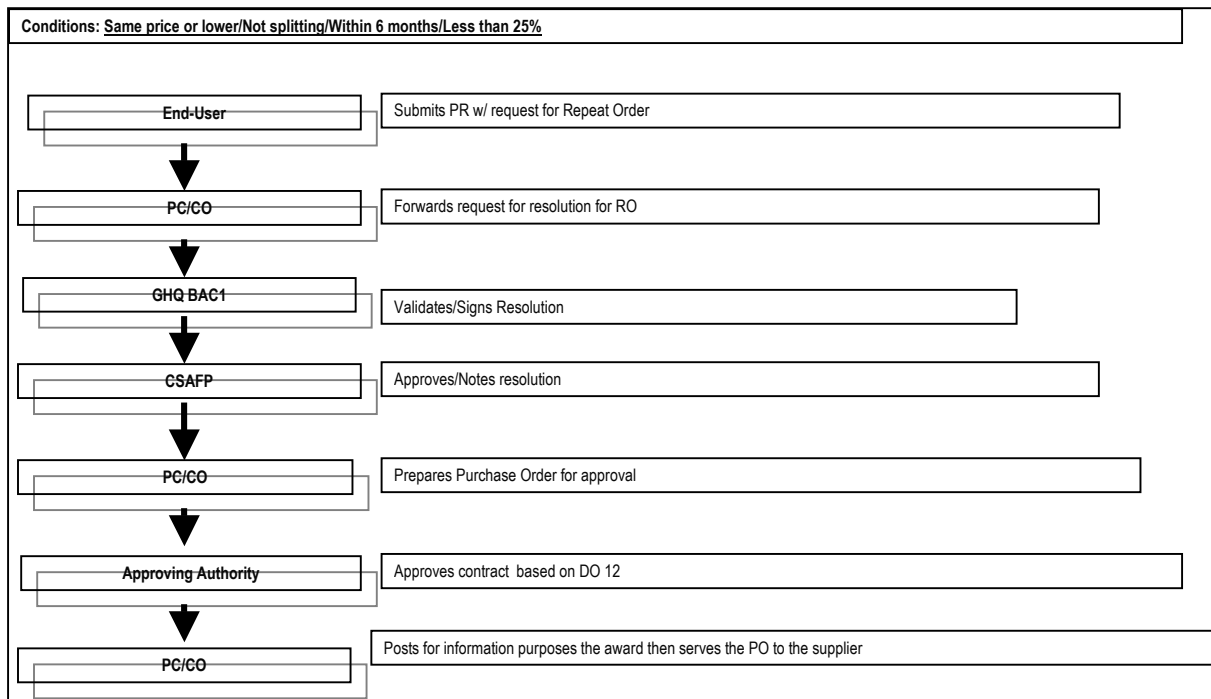 Conditions: Same price or lower/Not splitting/Within 6 months/Less than 25%
End-User
Submits PR w/ request for Repeat Order
PC/CO
Forwards request for resolution for RO
GHQ BAC1
Validates/Signs Resolution
CSAFP
Approves/Notes resolution
PC/CO
Prepares Purchase Order for approval
Approving Authority
Approves contract based on DO 12
PC/CO
Posts for information purposes the award then serves the PO to the supplier